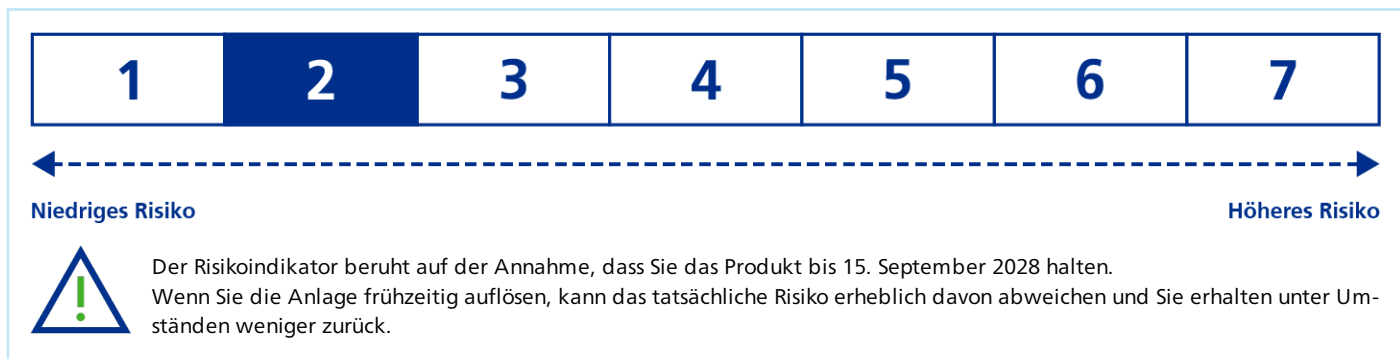 1 2 3 4 5 6 7
Niedriges Risiko Höheres Risiko
Der Risikoindikator beruht auf der Annahme, dass Sie das Produkt bis 15. September 2028 halten.
Wenn Sie die Anlage frühzeitig auflösen, kann das tatsächliche Risiko erheblich davon abweichen und Sie erhalten unter Um-
ständen weniger zurück.